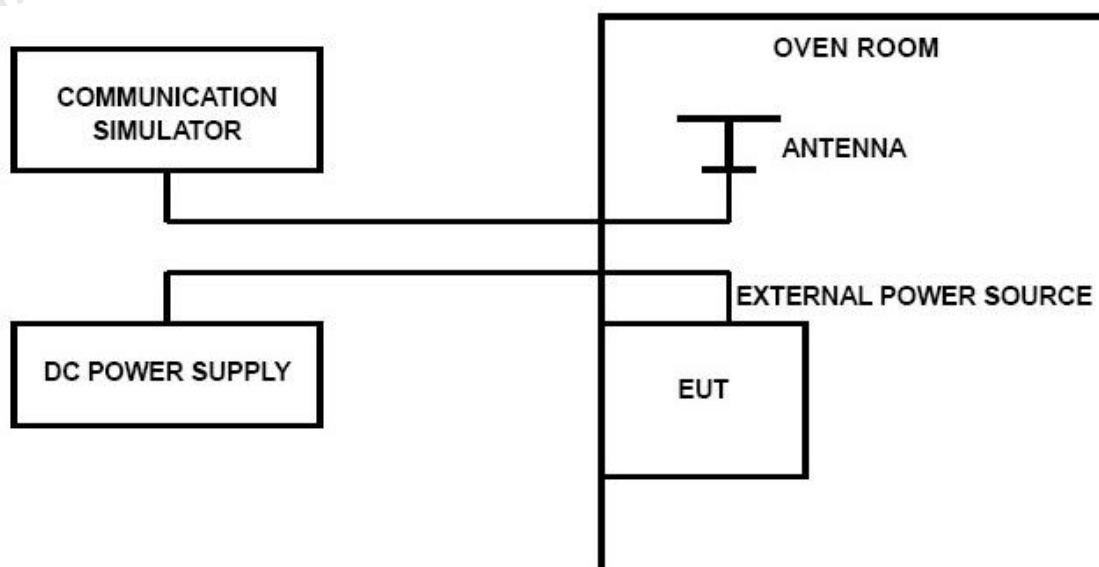 OVEN ROOM
COMMUNICATION
SIMULATOR
ANTENNA
EXTERNAL POWER SOURCE
DC POWER SUPPLY
EUT